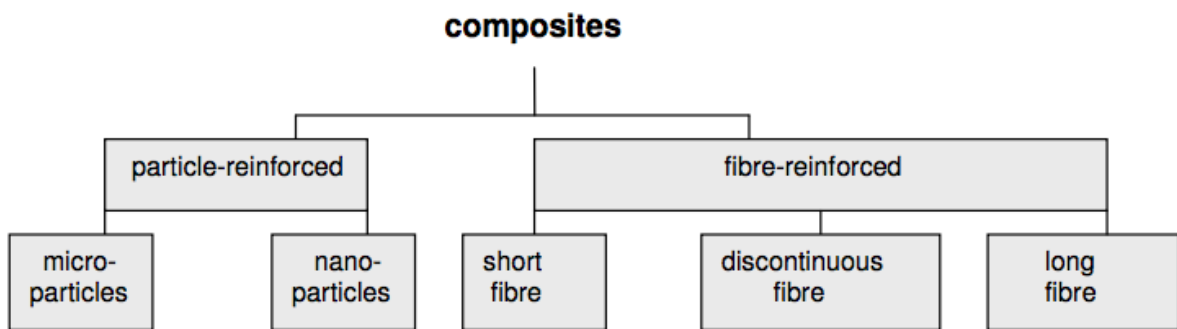 composites
particle-reinforced
fibre-reinforced
micro-
particles
nano-
particles
short
fibre
discontinuous
fibre
long
fibre